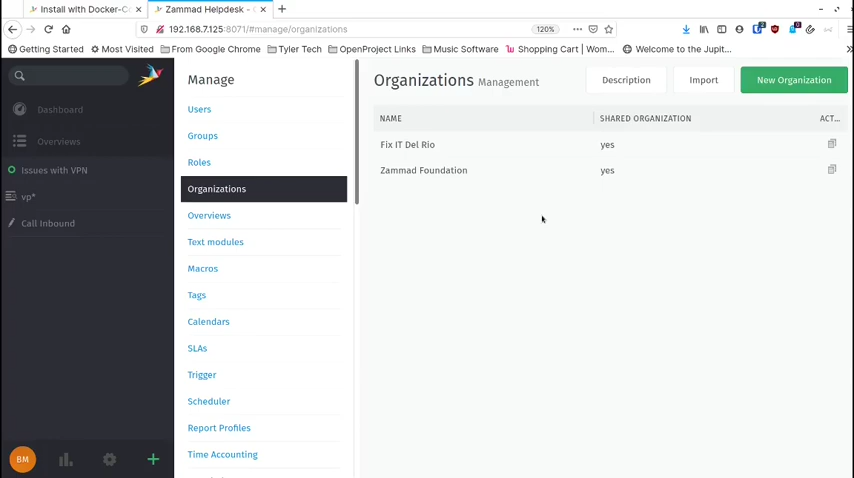 Install with Docker-C
Zammad Helpdesk -
192.168.7.125:8071/#manage/organizations
120%
Getting Started
Most Visited
From Google Chrome
Tyler Tech
OpenProject Links
Music Software
Shopping Cart | Wom...
Welcome to the Jupit...
Dashboard
Overviews
Issues with VPN
vp*
Call Inbound
BM
Manage
Users
Groups
Roles
Organizations
Overviews
Text modules
Macros
Tags
Calendars
SLAs
Trigger
Scheduler
Report Profiles
Time Accounting
Organizations Management
Description
Import
New Organization
NAME SHARED ORGANIZATION ACT...
Fix IT Del Rio yes
Zammad Foundation yes